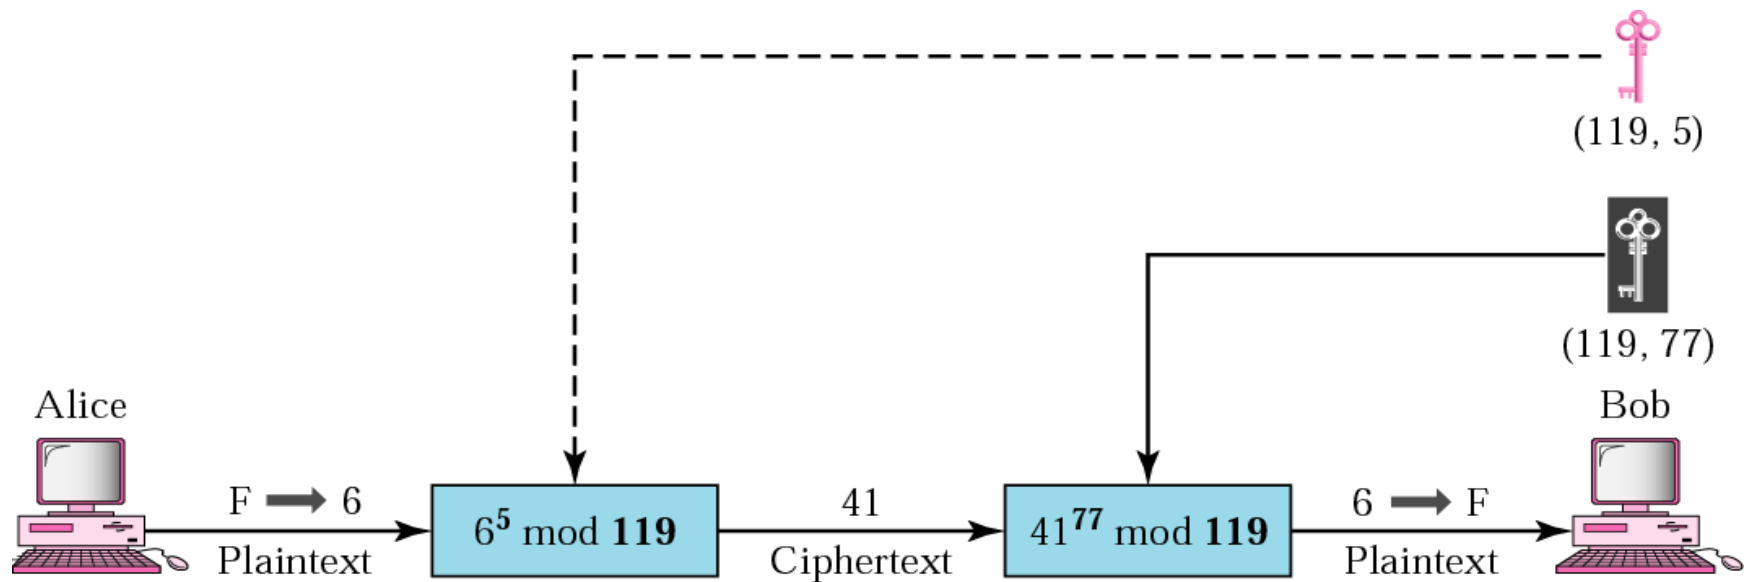 (119, 5)
(119, 77)
Alice
Bob
F → 6
6⁵ mod 119
41
41⁷⁷ mod 119
6 → F
Plaintext
Ciphertext
Plaintext